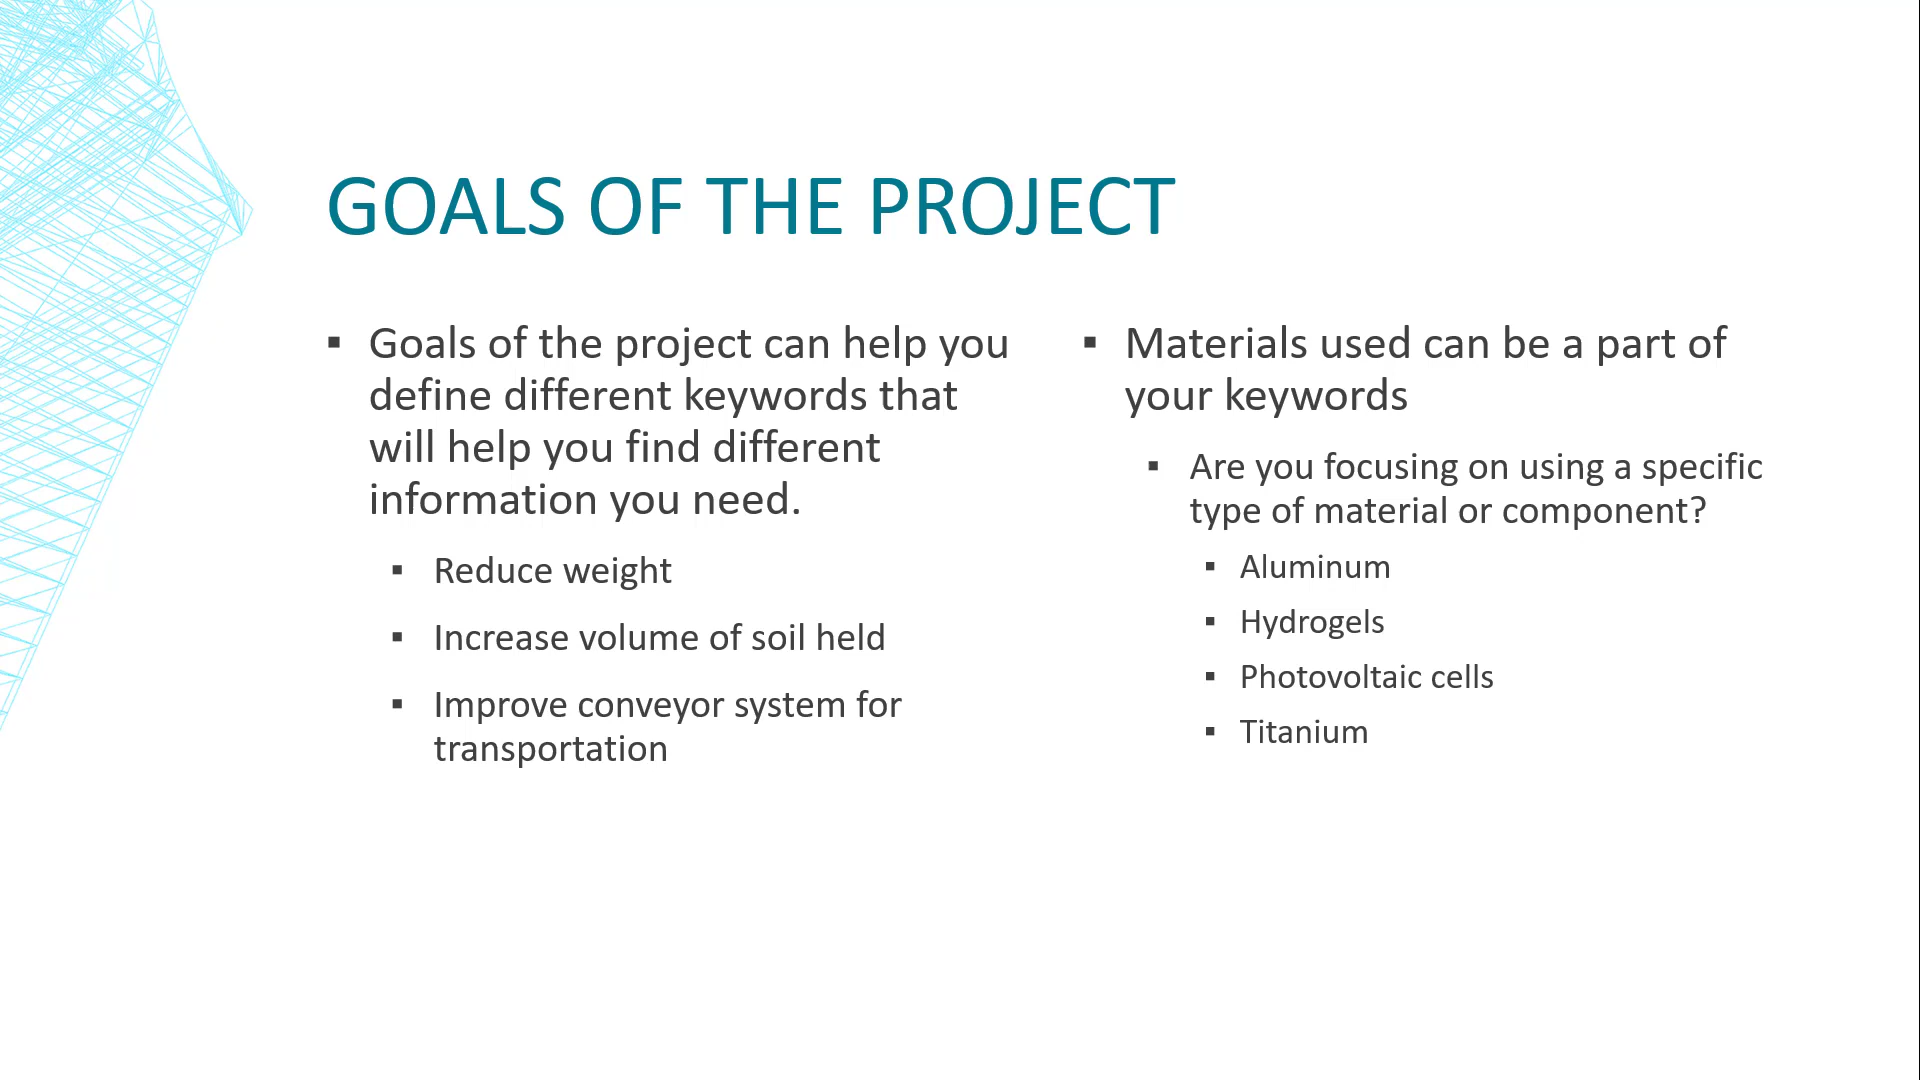 GOALS OF THE PROJECT
▪ Goals of the project can help you
define different keywords that
will help you find different
information you need.
▪ Reduce weight
▪ Increase volume of soil held
▪ Improve conveyor system for
transportation
▪ Materials used can be a part of
your keywords
▪ Are you focusing on using a specific
type of material or component?
▪ Aluminum
▪ Hydrogels
▪ Photovoltaic cells
▪ Titanium